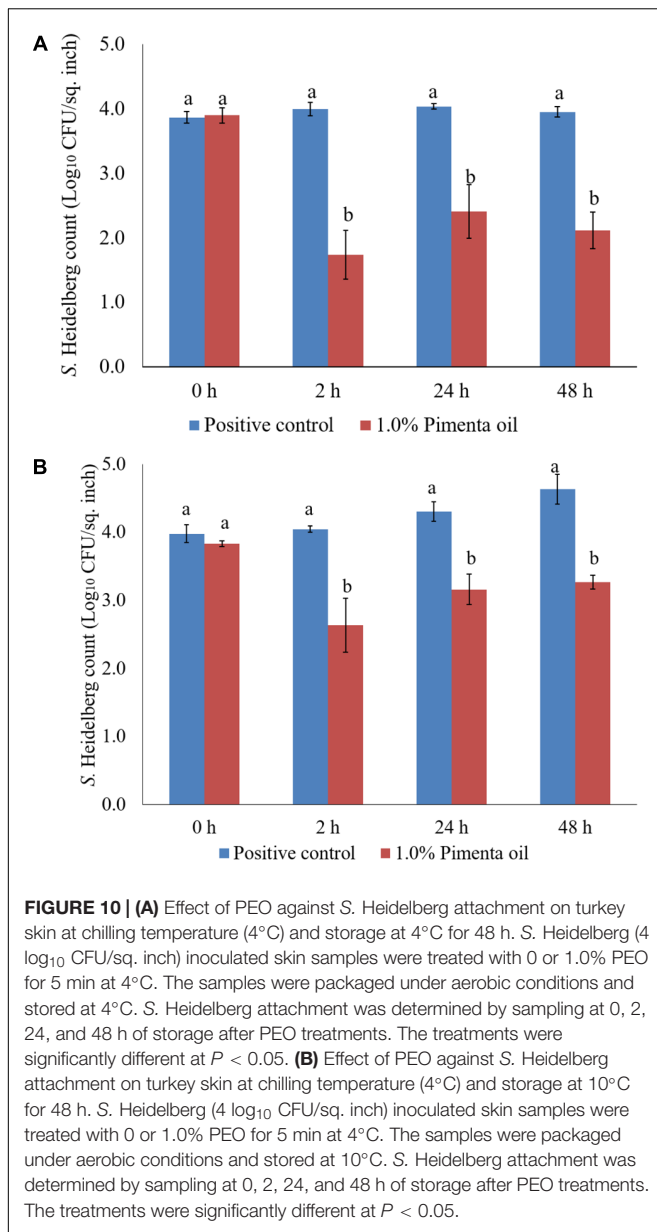 A
S. Heidelberg count (Log₁₀ CFU/sq. inch)
5.0
4.0
3.0
2.0
1.0
0.0
a a a a a
b b b
0 h 2 h 24 h 48 h
Positive control 1.0% Pimenta oil
B
S. Heidelberg count (Log₁₀ CFU/sq. inch)
5.0
4.0
3.0
2.0
1.0
0.0
a a a a a
b b b
0 h 2 h 24 h 48 h
Positive control 1.0% Pimenta oil
FIGURE 10 | (A) Effect of PEO against S. Heidelberg attachment on turkey
skin at chilling temperature (4°C) and storage at 4°C for 48 h. S. Heidelberg (4
log₁₀ CFU/sq. inch) inoculated skin samples were treated with 0 or 1.0% PEO
for 5 min at 4°C. The samples were packaged under aerobic conditions and
stored at 4°C. S. Heidelberg attachment was determined by sampling at 0, 2,
24, and 48 h of storage after PEO treatments. The treatments were
significantly different at P < 0.05. (B) Effect of PEO against S. Heidelberg
attachment on turkey skin at chilling temperature (4°C) and storage at 10°C
for 48 h. S. Heidelberg (4 log₁₀ CFU/sq. inch) inoculated skin samples were
treated with 0 or 1.0% PEO for 5 min at 4°C. The samples were packaged
under aerobic conditions and stored at 10°C. S. Heidelberg attachment was
determined by sampling at 0, 2, 24, and 48 h of storage after PEO treatments.
The treatments were significantly different at P < 0.05.